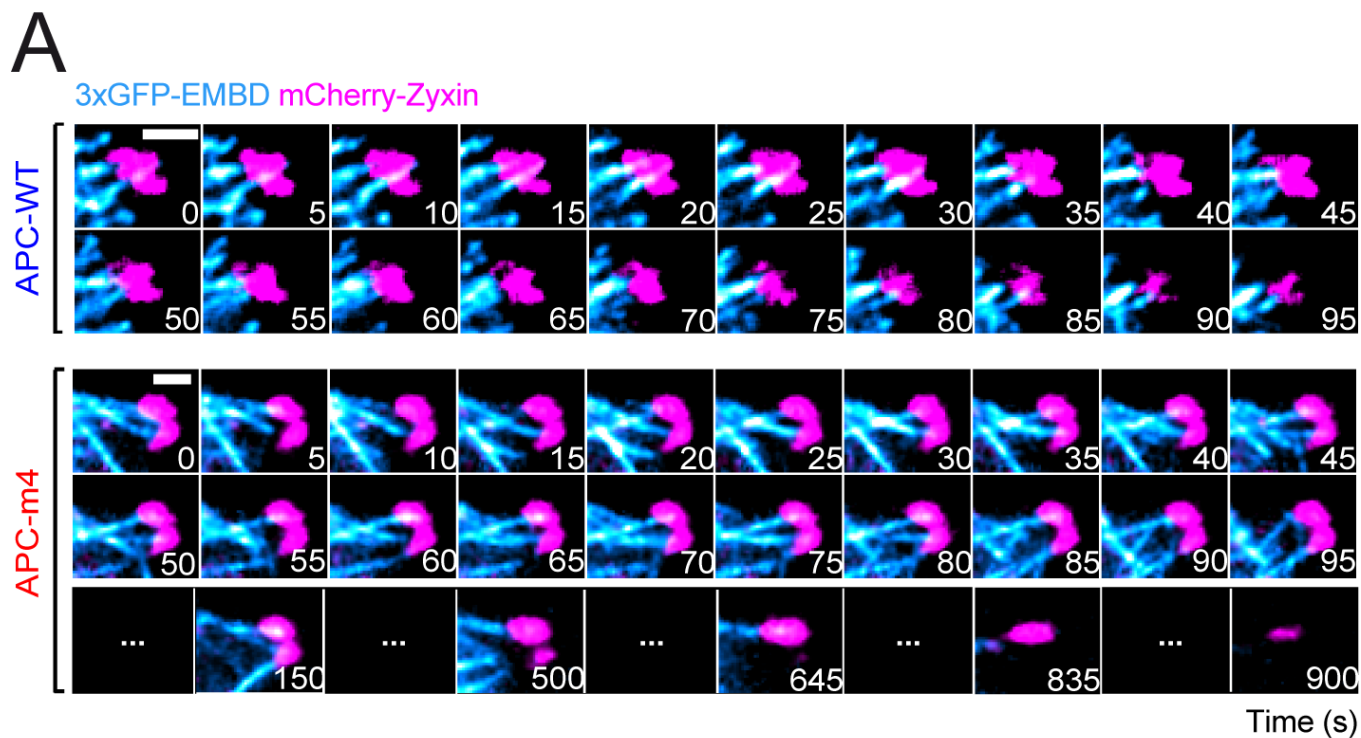 A
3xGFP-EMBD mCherry-Zyxin
APC-WT
0 5 10 15 20 25 30 35 40 45
50 55 60 65 70 75 80 85 90 95
APC-m4
0 5 10 15 20 25 30 35 40 45
50 55 60 65 70 75 80 85 90 95
... 150 ... 500 ... 645 ... 835 ... 900
Time (s)